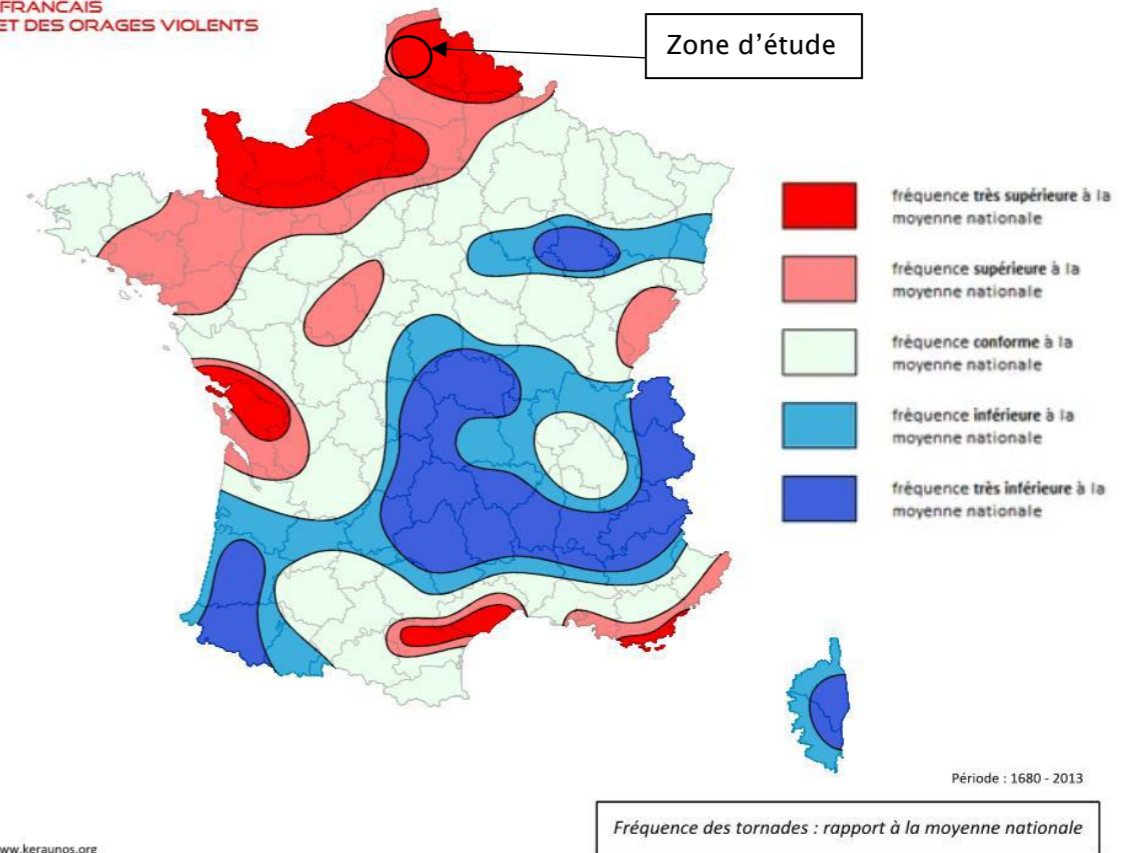 FRANCAIS
ET DES ORAGES VIOLENTS
Zone d'étude
fréquence très supérieure à la
moyenne nationale
fréquence supérieure à la
moyenne nationale
fréquence conforme à la
moyenne nationale
fréquence inférieure à la
moyenne nationale
fréquence très inférieure à la
moyenne nationale
Période : 1680 - 2013
Fréquence des tornades : rapport à la moyenne nationale
www.keraunos.org